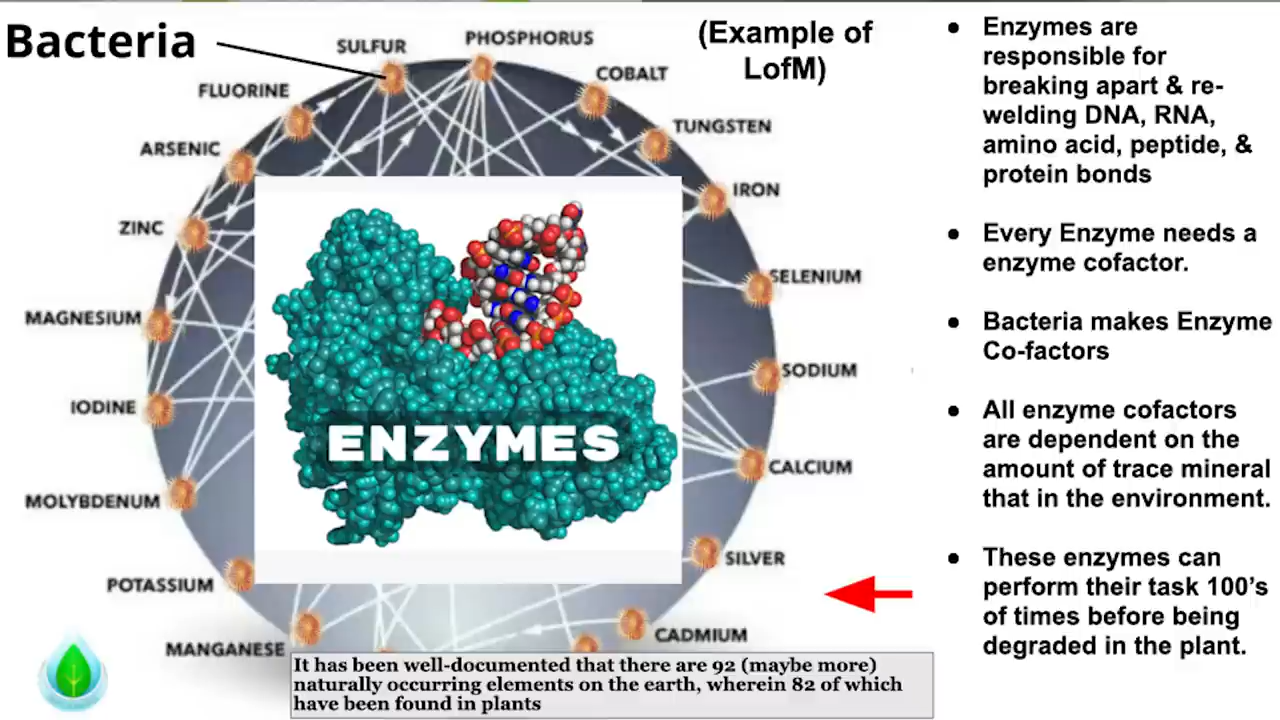 Bacteria
(Example of
LofM)
SULFUR
PHOSPHORUS
COBALT
FLUORINE
TUNGSTEN
ARSENIC
IRON
ZINC
SELENIUM
MAGNESIUM
SODIUM
IODINE
CALCIUM
MOLYBDENUM
SILVER
POTASSIUM
CADMIUM
MANGANESE
ENZYMES
It has been well-documented that there are 92 (maybe more)
naturally occurring elements on the earth, wherein 82 of which
have been found in plants
● Enzymes are
responsible for
breaking apart & re-
welding DNA, RNA,
amino acid, peptide, &
protein bonds
● Every Enzyme needs a
enzyme cofactor.
● Bacteria makes Enzyme
Co-factors
● All enzyme cofactors
are dependent on the
amount of trace mineral
that in the environment.
● These enzymes can
perform their task 100's
of times before being
degraded in the plant.